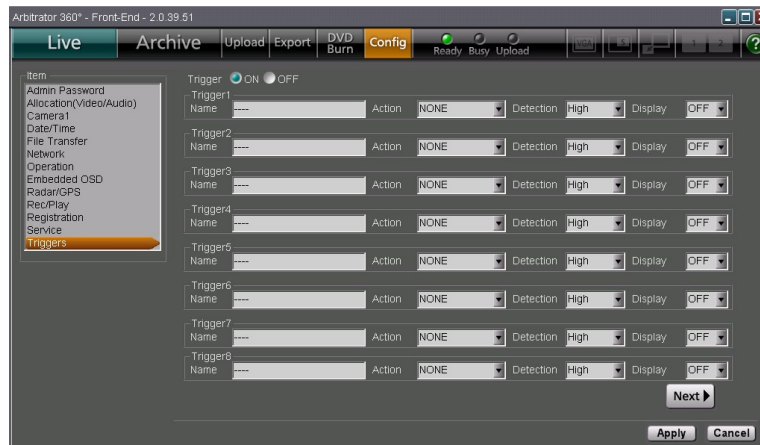 Arbitrator 360° - Front-End - 2.0.39.51
Live Archive Upload Export DVD Burn Config Ready Busy Upload VGA 1 2 ?
Item
Admin Password
Allocation(Video/Audio)
Camera1
Date/Time
File Transfer
Network
Operation
Embedded OSD
Radar/GPS
Rec/Play
Registration
Service
Triggers
Trigger ON OFF
Trigger1
Name ---- Action NONE Detection High Display OFF
Trigger2
Name ---- Action NONE Detection High Display OFF
Trigger3
Name ---- Action NONE Detection High Display OFF
Trigger4
Name ---- Action NONE Detection High Display OFF
Trigger5
Name ---- Action NONE Detection High Display OFF
Trigger6
Name ---- Action NONE Detection High Display OFF
Trigger7
Name ---- Action NONE Detection High Display OFF
Trigger8
Name ---- Action NONE Detection High Display OFF
Next
Apply Cancel